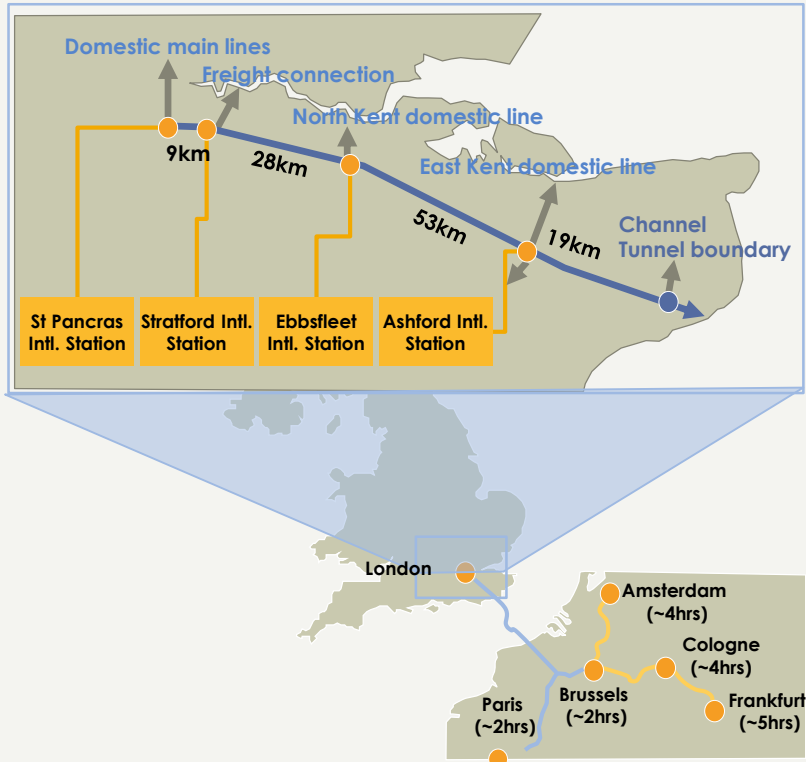 Domestic main lines
Freight connection
North Kent domestic line
East Kent domestic line
9km
28km
53km
19km
Channel
Tunnel boundary
St Pancras
Intl. Station
Stratford Intl.
Station
Ebbsfleet
Intl. Station
Ashford Intl.
Station
London
Amsterdam
(~4hrs)
Cologne
(~4hrs)
Paris
(~2hrs)
Brussels
(~2hrs)
Frankfurt
(~5hrs)